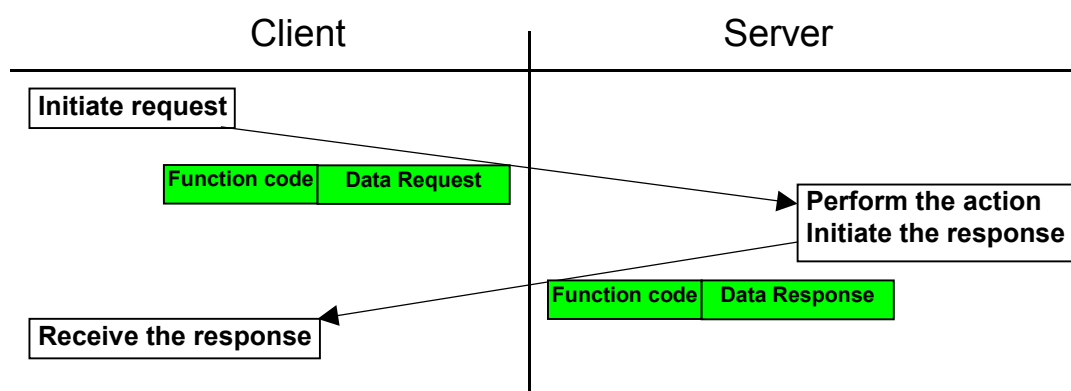 Client
Server
Initiate request
Function code
Data Request
Perform the action
Initiate the response
Function code
Data Response
Receive the response